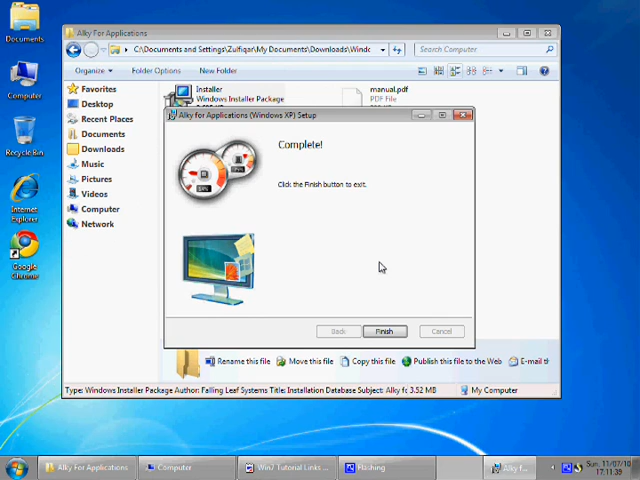 Documents
Computer
Recycle Bin
Internet
Explorer
Google
Chrome
Alky For Applications
C:\Documents and Settings\Zulfiqar\My Documents\Downloads\Windc
Search Computer
Organize
Folder Options
New Folder
Favorites
Desktop
Recent Places
Documents
Downloads
Music
Pictures
Videos
Computer
Network
Installer
Windows Installer Package
manual.pdf
PDF File
Alky for Applications (Windows XP) Setup
Complete!
Click the Finish button to exit.
Back
Finish
Cancel
Rename this file
Move this file
Copy this file
Publish this file to the Web
E-mail th
Type: Windows Installer Package Author: Falling Leaf Systems Title: Installation Database Subject: Alky fo 3.52 MB
My Computer
Alky For Applications
Computer
Win7 Tutorial Links ...
Flashing
Alky f...
Sun, 11/07/10
17:11:39